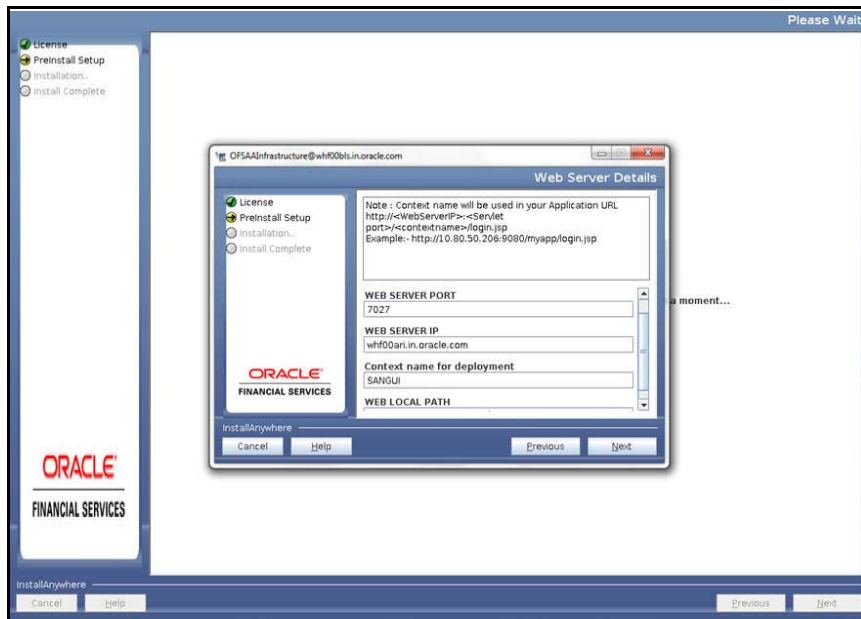 Please Wait
License
PreInstall Setup
Installation..
Install Complete
OFSAAInfrastructure@whf00bls.in.oracle.com
Web Server Details
License
PreInstall Setup
Installation..
Install Complete
Note : Context name will be used in your Application URL
http://<WebServerIP>:<Servlet
port>/<contextname>/login.jsp
Example:- http://10.80.50.206:9080/myapp/login.jsp
WEB SERVER PORT
7027
WEB SERVER IP
whf00ari.in.oracle.com
Context name for deployment
SANGUI
WEB LOCAL PATH
ORACLE
FINANCIAL SERVICES
InstallAnywhere
Cancel
Help
Previous
Next
a moment...
ORACLE
FINANCIAL SERVICES
InstallAnywhere
Cancel
Help
Previous
Next